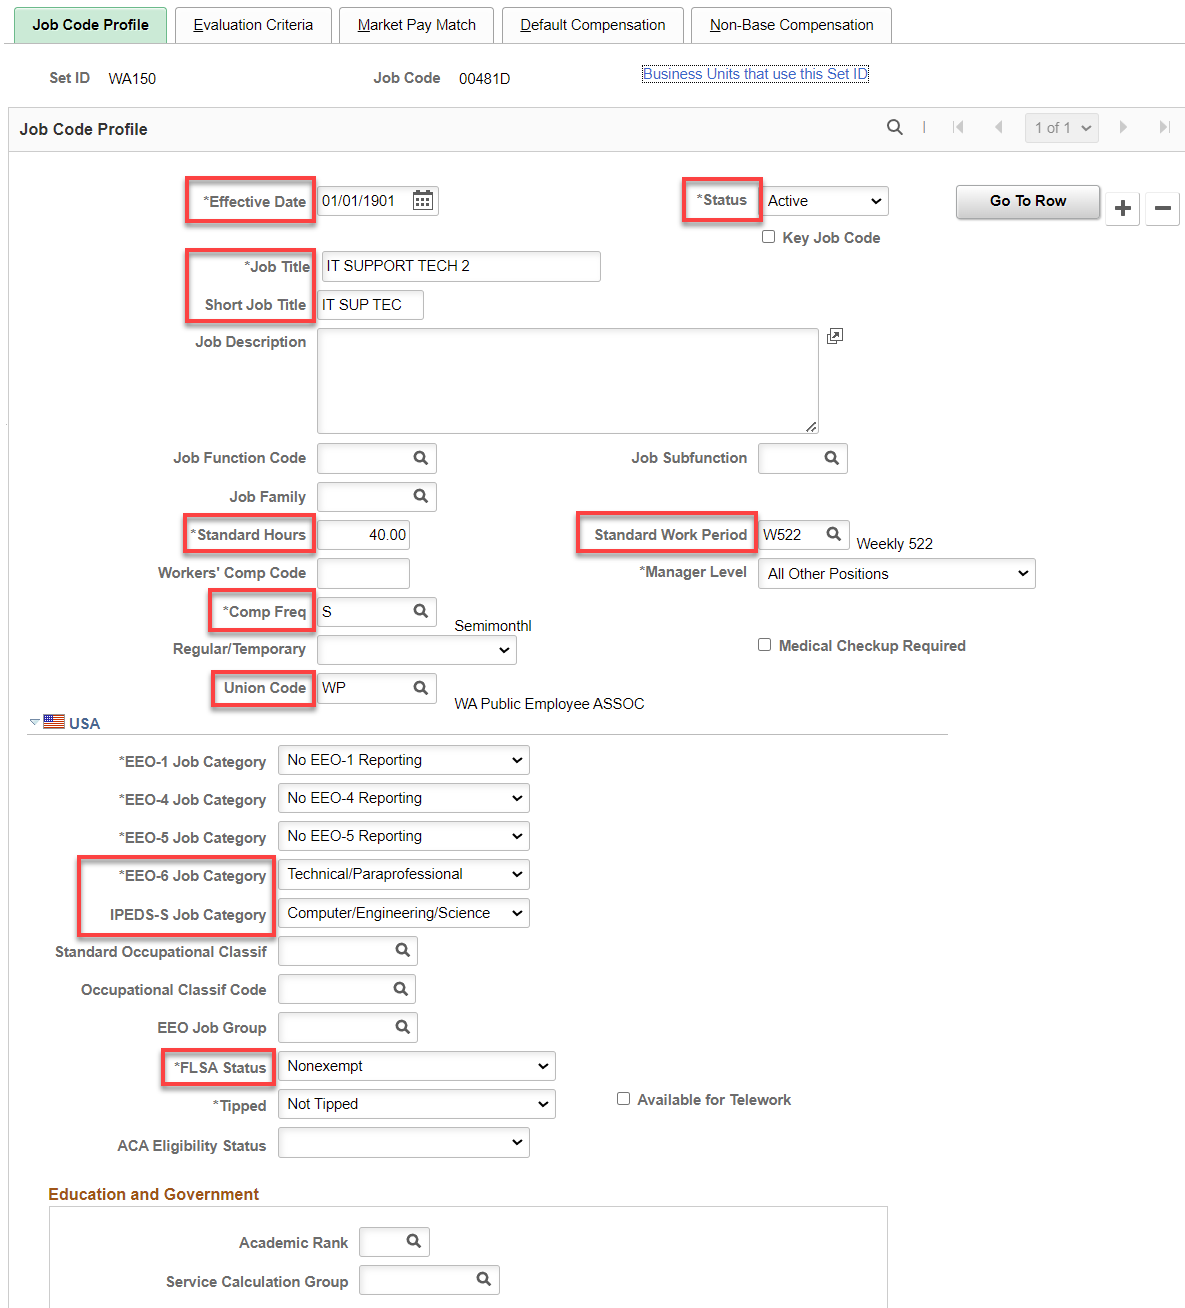 Job Code Profile Evaluation Criteria Market Pay Match Default Compensation Non-Base Compensation
Set ID WA150 Job Code 00481D Business Units that use this Set ID
Job Code Profile 1 of 1
*Effective Date 01/01/1901 *Status Active Go To Row
Key Job Code
*Job Title IT SUPPORT TECH 2
Short Job Title IT SUP TEC
Job Description
Job Function Code Job Subfunction
Job Family
*Standard Hours 40.00 Standard Work Period W522 Weekly 522
Workers' Comp Code *Manager Level All Other Positions
*Comp Freq S Semimonthl
Regular/Temporary Medical Checkup Required
Union Code WP WA Public Employee ASSOC
USA
*EEO-1 Job Category No EEO-1 Reporting
*EEO-4 Job Category No EEO-4 Reporting
*EEO-5 Job Category No EEO-5 Reporting
*EEO-6 Job Category Technical/Paraprofessional
IPEDS-S Job Category Computer/Engineering/Science
Standard Occupational Classif
Occupational Classif Code
EEO Job Group
*FLSA Status Nonexempt
*Tipped Not Tipped Available for Telework
ACA Eligibility Status
Education and Government
Academic Rank
Service Calculation Group